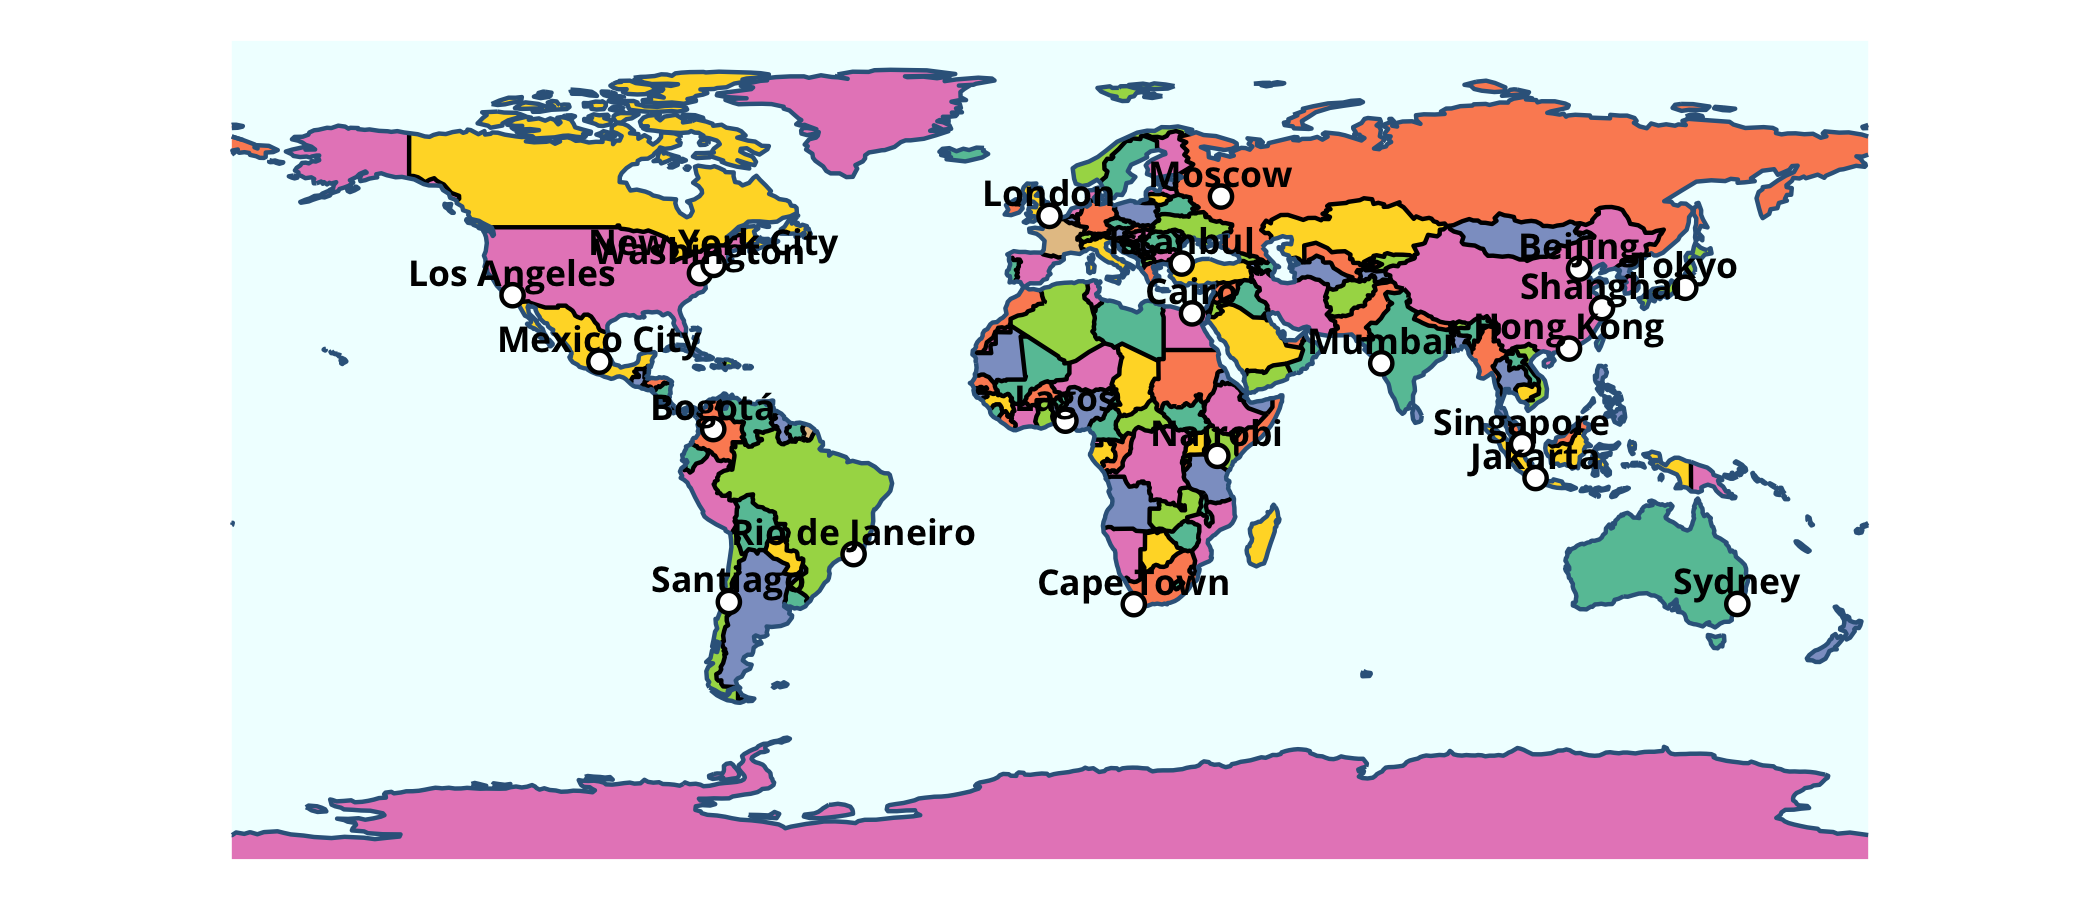 Moscow
London
New York City
Washington
Istanbul
Beijing
Tokyo
Los Angeles
Shanghai
Cairo
Hong Kong
Mexico City
Mumbai
Lagos
Bogotá
Singapore
Nairobi
Jakarta
Rio de Janeiro
Santiago
Cape Town
Sydney